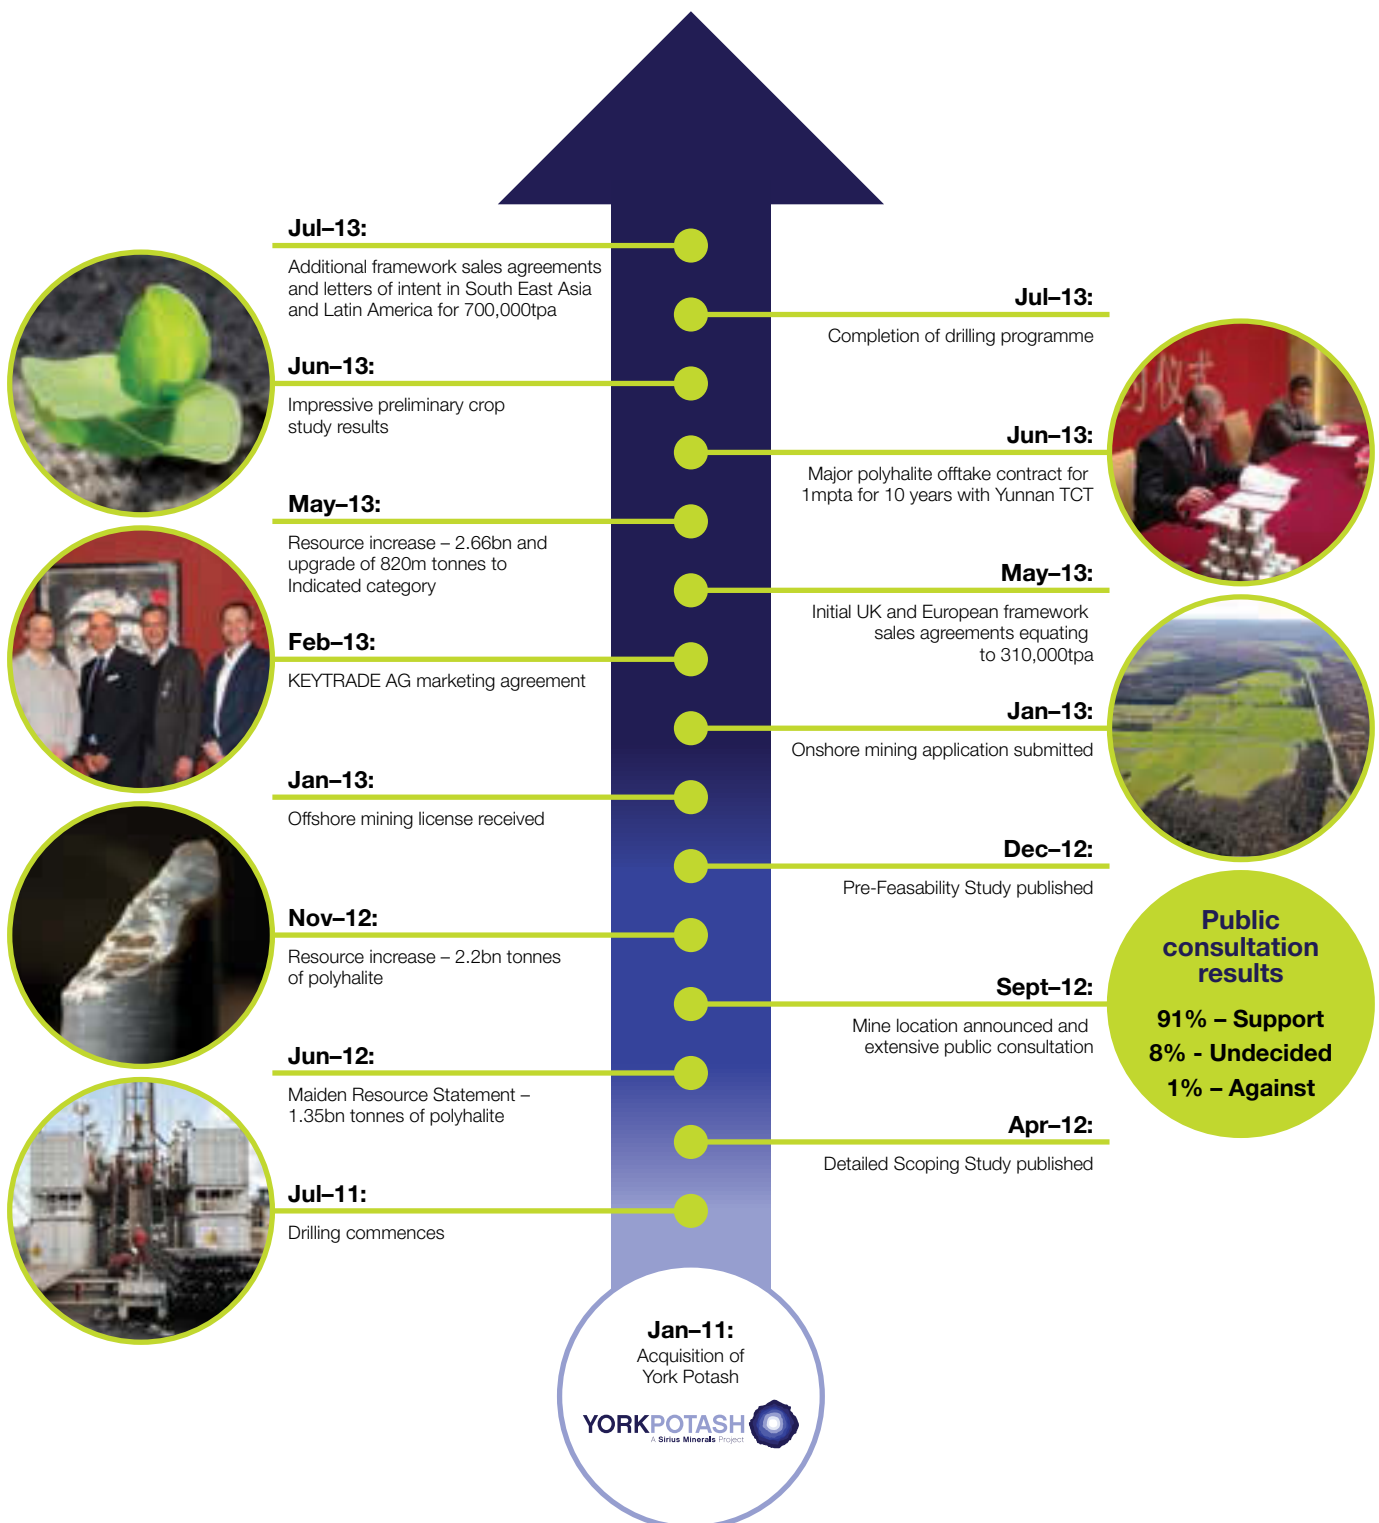 Jul–13:
Additional framework sales agreements
and letters of intent in South East Asia
and Latin America for 700,000tpa
Jul–13:
Completion of drilling programme
Jun–13:
Impressive preliminary crop
study results
Jun–13:
Major polyhalite offtake contract for
1mpta for 10 years with Yunnan TCT
May–13:
Resource increase – 2.66bn and
upgrade of 820m tonnes to
Indicated category
May–13:
Initial UK and European framework
sales agreements equating
to 310,000tpa
Feb–13:
KEYTRADE AG marketing agreement
Jan–13:
Onshore mining application submitted
Jan–13:
Offshore mining license received
Dec–12:
Pre-Feasability Study published
Nov–12:
Resource increase – 2.2bn tonnes
of polyhalite
Public
consultation
results
91% – Support
8% - Undecided
1% – Against
Sept–12:
Mine location announced and
extensive public consultation
Jun–12:
Maiden Resource Statement –
1.35bn tonnes of polyhalite
Apr–12:
Detailed Scoping Study published
Jul–11:
Drilling commences
Jan–11:
Acquisition of
York Potash
YORKPOTASH
A Sirius Minerals Project